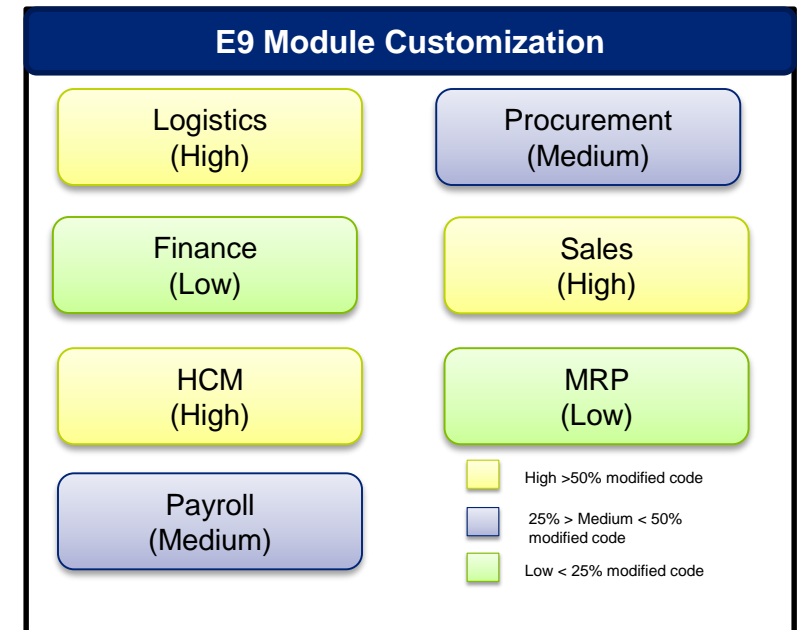 E9 Module Customization
Logistics
(High)
Procurement
(Medium)
Finance
(Low)
Sales
(High)
HCM
(High)
MRP
(Low)
Payroll
(Medium)
High >50% modified code
25% > Medium < 50%
modified code
Low < 25% modified code